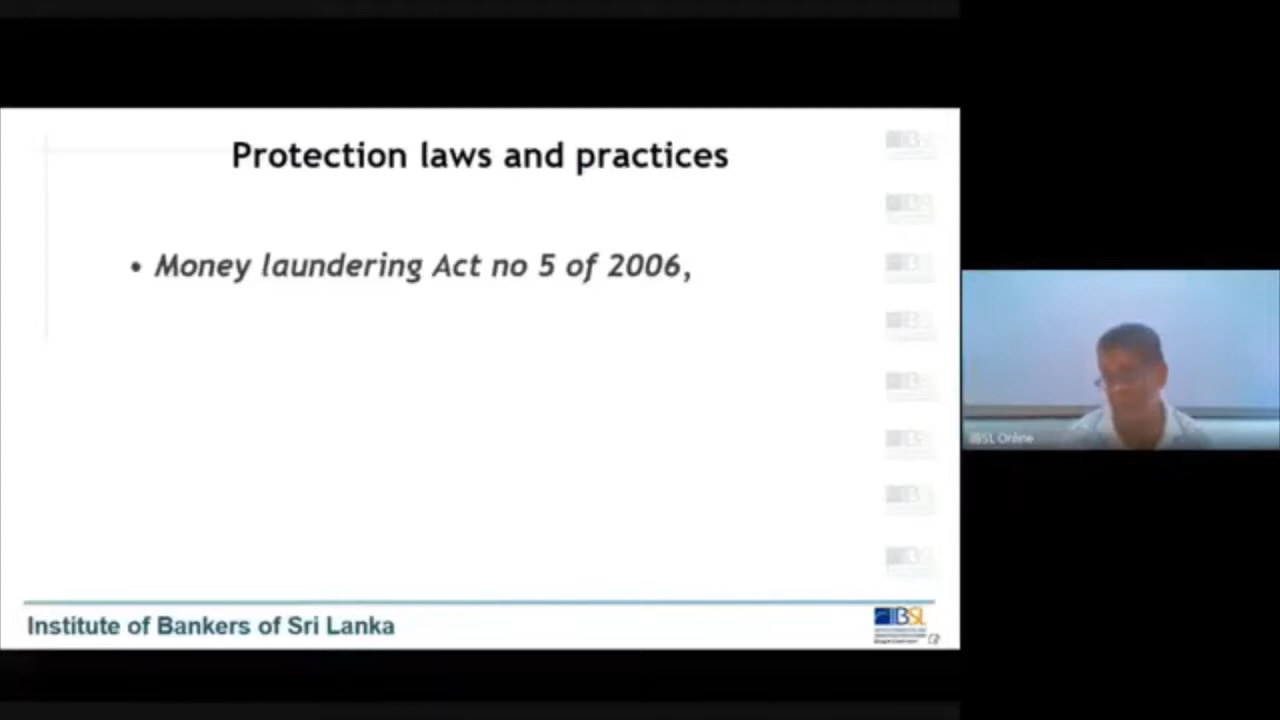 Protection laws and practices
• Money laundering Act no 5 of 2006,
IBSL Online
Institute of Bankers of Sri Lanka
IBSL